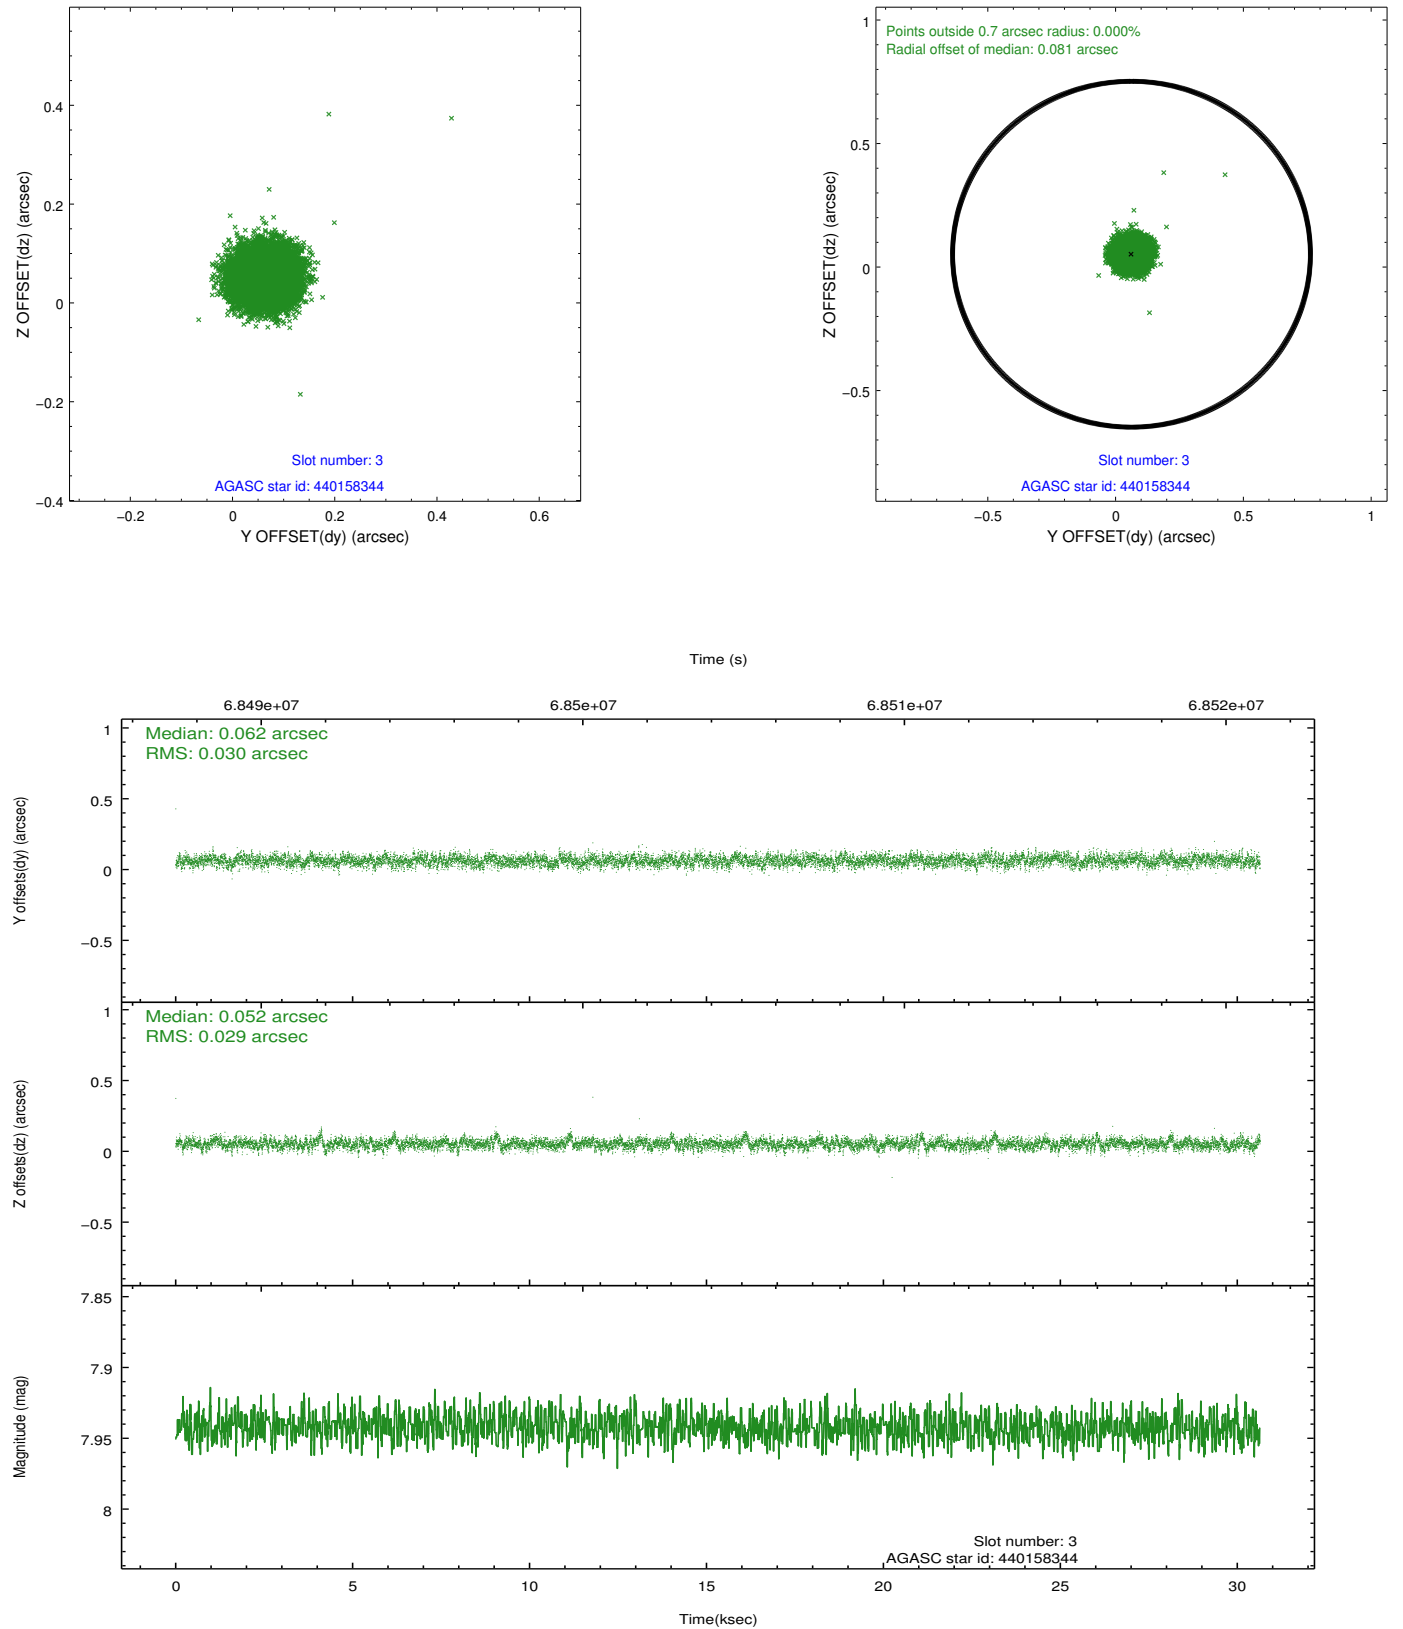 0.4
0.2
0
−0.2
−0.4
Z OFFSET(dz) (arcsec)
Slot number: 3
AGASC star id: 440158344
−0.2 0 0.2 0.4 0.6
Y OFFSET(dy) (arcsec)
1
0.5
0
−0.5
Z OFFSET(dz) (arcsec)
Points outside 0.7 arcsec radius: 0.000%
Radial offset of median: 0.081 arcsec
Slot number: 3
AGASC star id: 440158344
−0.5 0 0.5 1
Y OFFSET(dy) (arcsec)
Time (s)
6.849e+07 6.85e+07 6.851e+07 6.852e+07
Median: 0.062 arcsec
RMS: 0.030 arcsec
1
0.5
0
−0.5
Y offsets(dy) (arcsec)
Median: 0.052 arcsec
RMS: 0.029 arcsec
1
0.5
0
−0.5
Z offsets(dz) (arcsec)
7.85
7.9
7.95
8
Magnitude (mag)
Slot number: 3
AGASC star id: 440158344
0 5 10 15 20 25 30
Time(ksec)